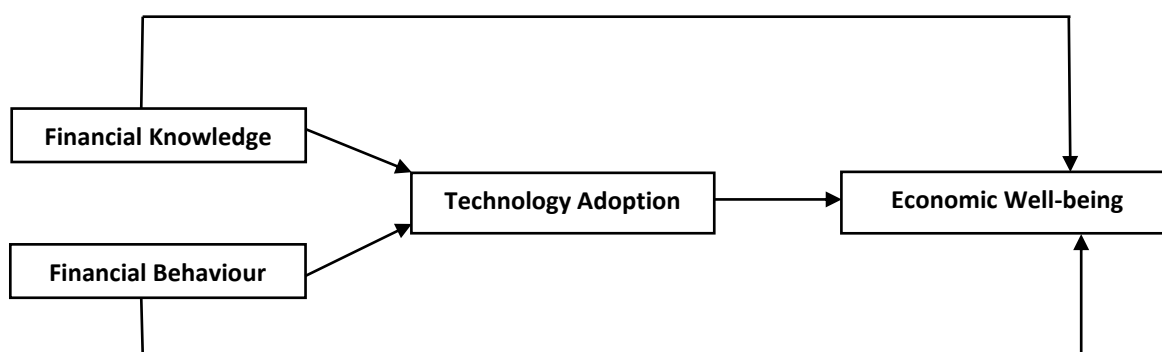 Financial Knowledge
Technology Adoption
Economic Well-being
Financial Behaviour